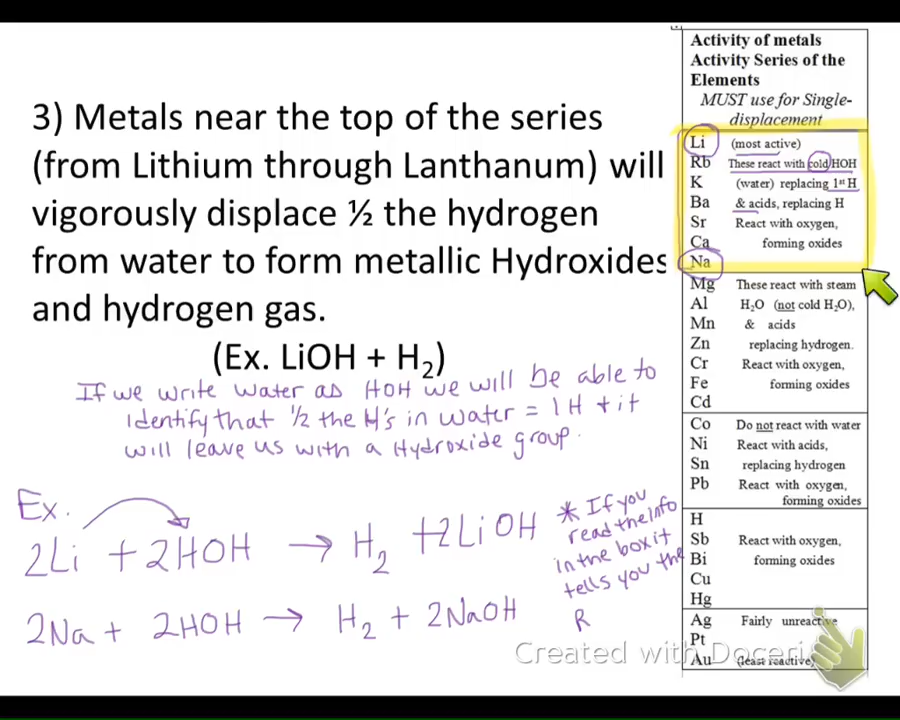 3) Metals near the top of the series
(from Lithium through Lanthanum) will
vigorously displace ½ the hydrogen
from water to form metallic Hydroxides
and hydrogen gas.
(Ex. LiOH + H₂)
If we write water as HOH we will be able to
Identify that 1/2 the H's in water = 1H + it
will leave us with a Hydroxide group.
Ex.
2Li + 2HOH → H₂ + 2LiOH
2Na + 2HOH → H₂ + 2NaOH
* If you
read the info
in the box it
tells you the
R
Activity of metals
Activity Series of the
Elements
MUST use for Single-
displacement
Li (most active)
Rb These react with cold HOH
K (water) replacing 1st H
Ba & acids, replacing H
Sr React with oxygen,
Ca forming oxides
Na
Mg These react with steam
Al H₂O (not cold H₂O),
Mn & acids
Zn replacing hydrogen.
Cr React with oxygen,
Fe forming oxides
Cd
Co Do not react with water
Ni React with acids,
Sn replacing hydrogen
Pb React with oxygen,
forming oxides
H
Sb React with oxygen,
Bi forming oxides
Cu
Hg
Ag Fairly unreactive
Pt
Au (least reactive)
Created with Doceri